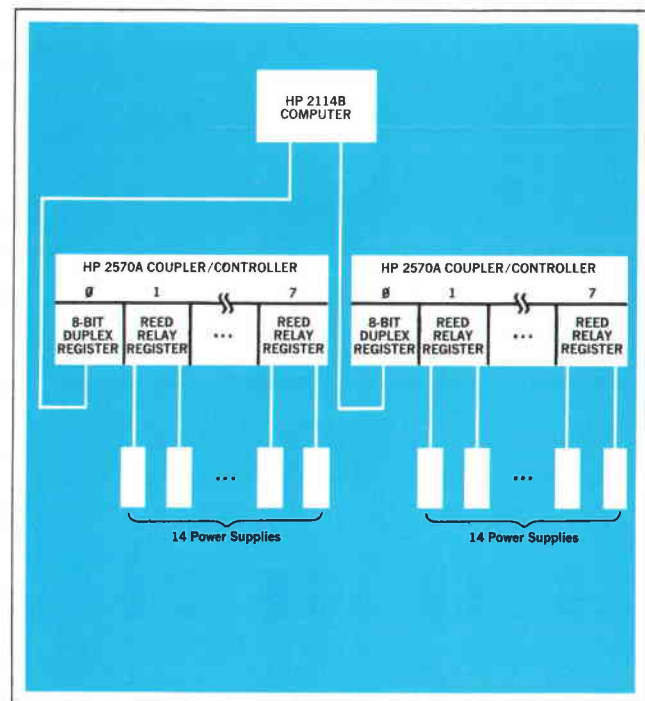 HP 2114B
COMPUTER
HP 2570A COUPLER/CONTROLLER
Ø 1 7
8-BIT
DUPLEX
REGISTER
REED
RELAY
REGISTER
...
REED
RELAY
REGISTER
...
14 Power Supplies
HP 2570A COUPLER/CONTROLLER
Ø 1 7
8-BIT
DUPLEX
REGISTER
REED
RELAY
REGISTER
...
REED
RELAY
REGISTER
...
14 Power Supplies